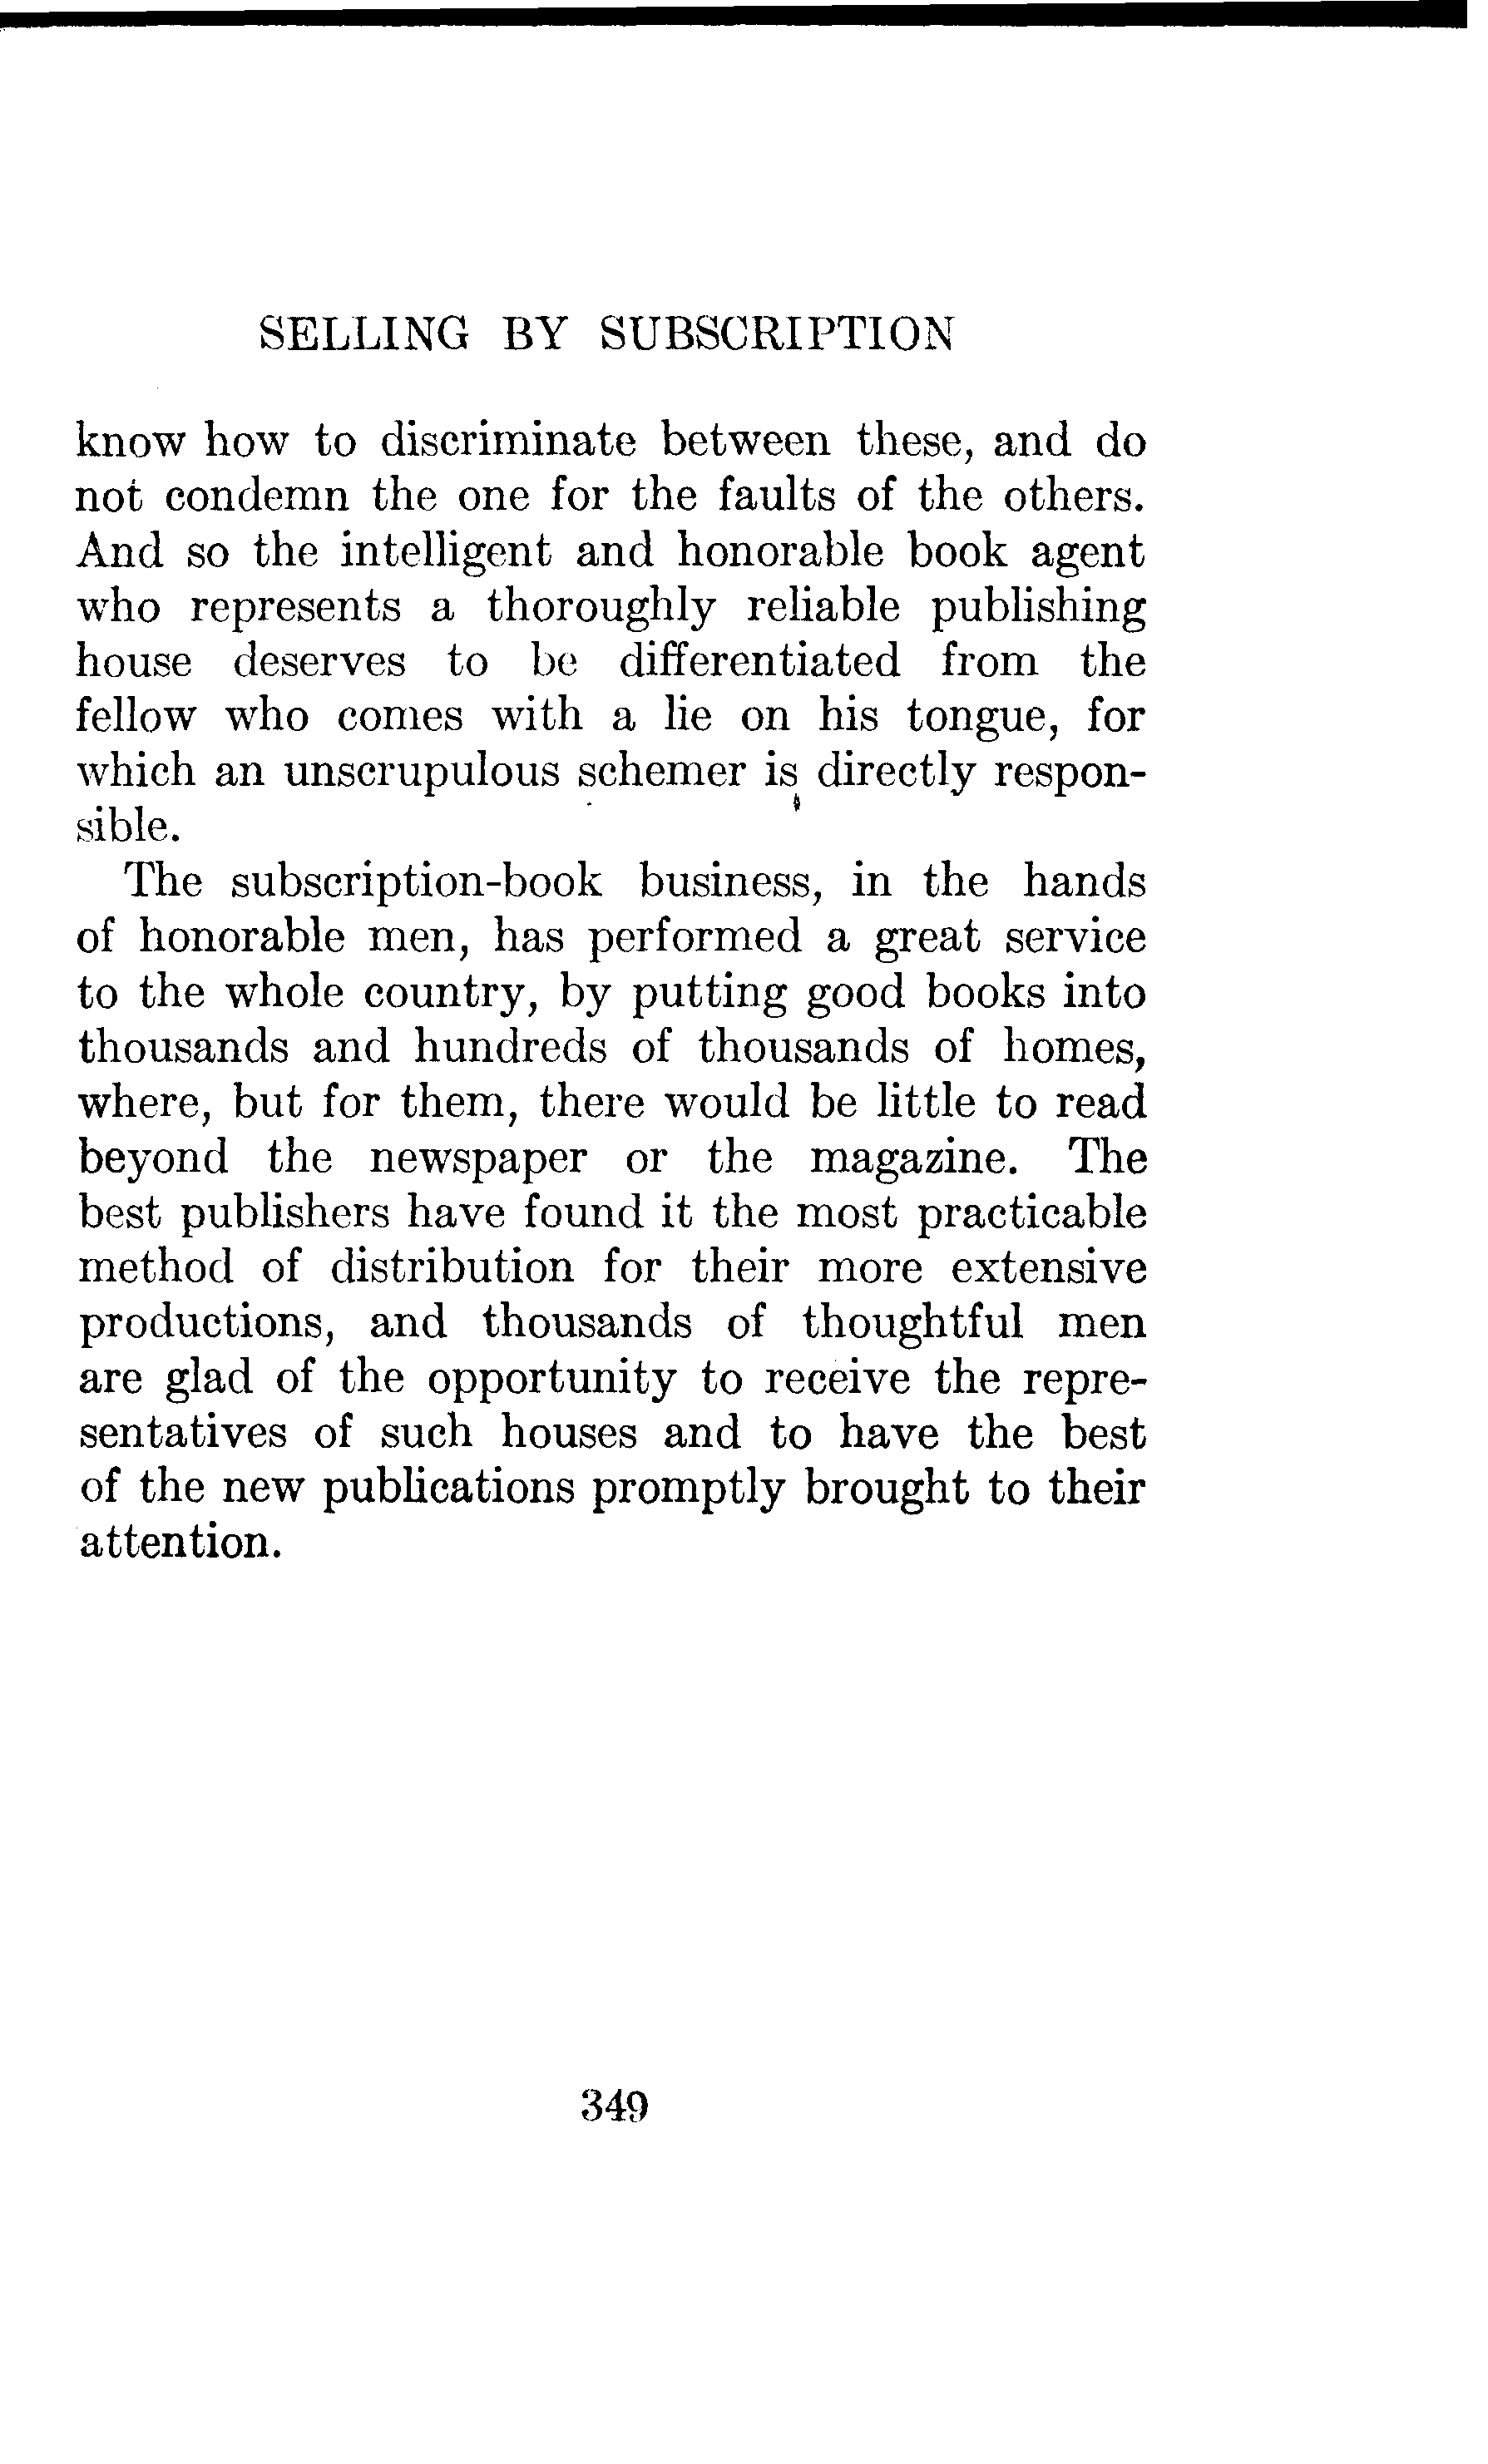 SELLING BY SUBSCRIPTION
know how to discriminate between these, and do
not condemn the one for the faults of the others.
And so the intelligent and honorable book agent
who represents a thoroughly reliable publishing
house deserves to be differentiated from the
fellow who comes with a lie on his tongue, for
which an unscrupulous schemer is directly respon-
sible.
The subscription-book business, in the hands
of honorable men, has performed a great service
to the whole country, by putting good books into
thousands and hundreds of thousands of homes,
where, but for them, there would be little to read
beyond the newspaper or the magazine. The
best publishers have found it the most practicable
method of distribution for their more extensive
productions, and thousands of thoughtful men
are glad of the opportunity to receive the repre-
sentatives of such houses and to have the best
of the new publications promptly brought to their
attention.
349